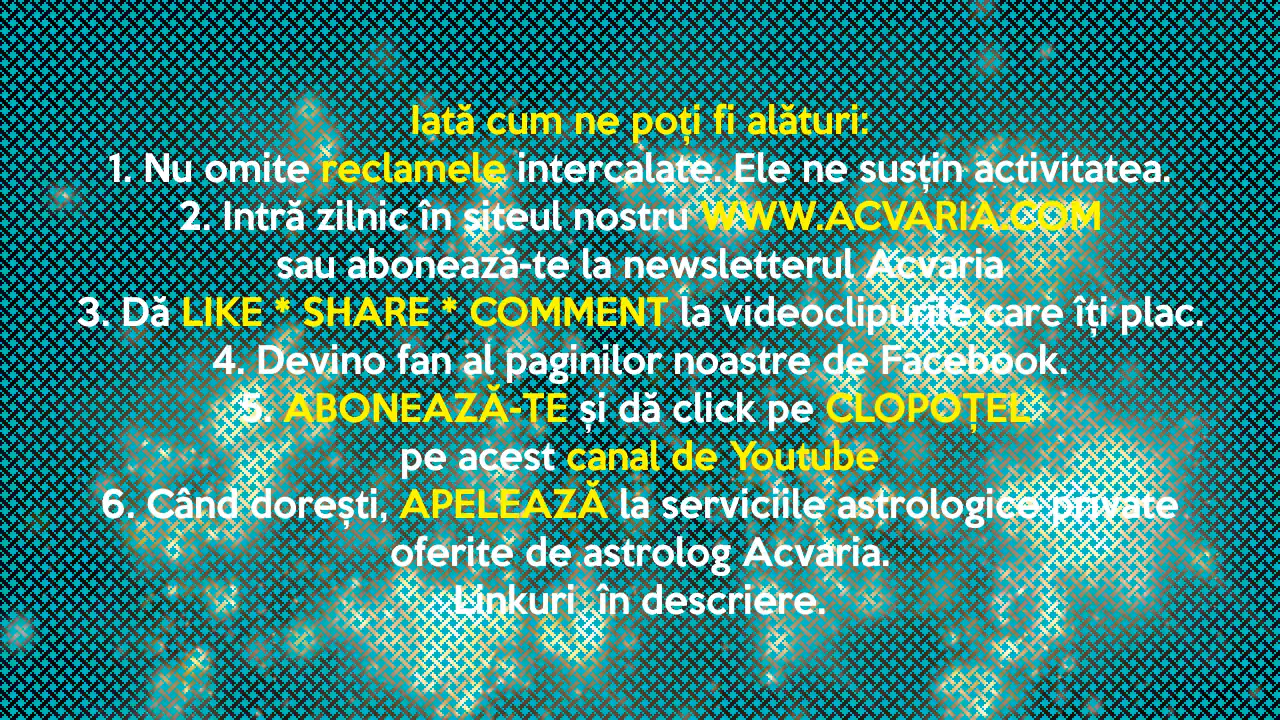 Iată cum ne poți fi alături:
1. Nu omite reclamele intercalate. Ele ne susțin activitatea.
2. Intră zilnic în siteul nostru WWW.ACVARIA.COM
sau abonează-te la newsletterul Acvaria
3. Dă LIKE * SHARE * COMMENT la videoclipurile care îți plac.
4. Devino fan al paginilor noastre de Facebook.
5. ABONEAZĂ-TE și dă click pe CLOPOȚEL
pe acest canal de Youtube
6. Când dorești, APELEAZĂ la serviciile astrologice private
oferite de astrolog Acvaria.
Linkuri în descriere.